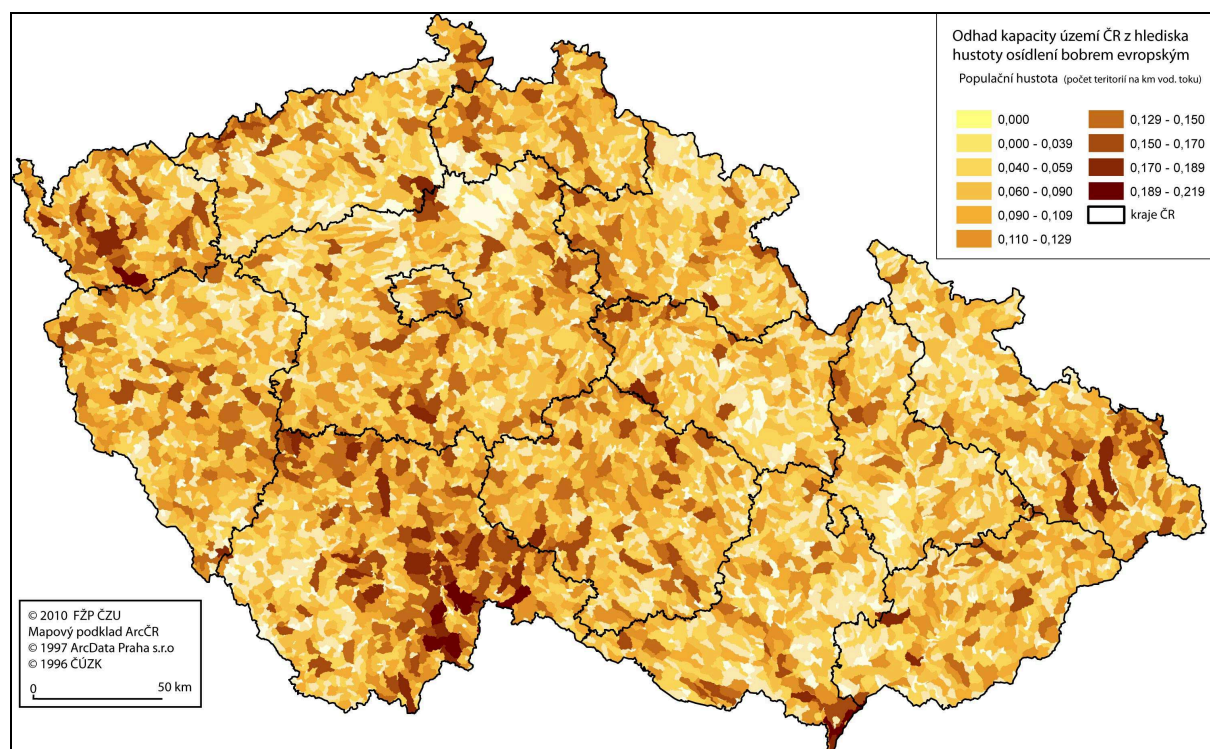 Odhad kapacity území ČR z hlediska
hustoty osídlení bobrem evropským
Populační hustota (počet teritorií na km vod. toku)
0,000
0,000 - 0,039
0,040 - 0,059
0,060 - 0,090
0,090 - 0,109
0,110 - 0,129
0,129 - 0,150
0,150 - 0,170
0,170 - 0,189
0,189 - 0,219
kraje ČR
© 2010 FŽP ČZU
Mapový podklad ArcČR
© 1997 ArcData Praha s.r.o
© 1996 ČÚZK
0 50 km